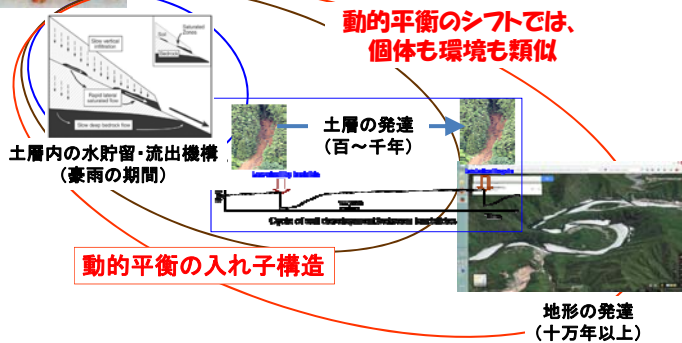 動的平衡のシフトでは、
個体も環境も類似
Slow vertical
infiltration
Saturated
Zones
Soil
Bedrock
Rapid lateral
saturated flow
Slow deep bedrock flow
土層内の水貯留・流出機構
（豪雨の期間）
土層の発達
（百～千年）
Cycle of soil development between landslides
動的平衡の入れ子構造
地形の発達
（十万年以上）